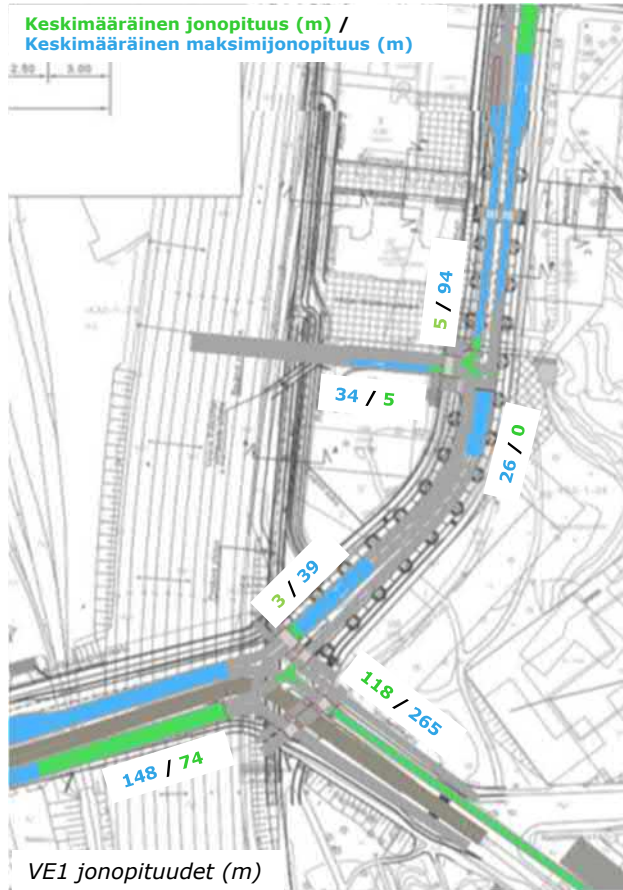 Keskimääräinen jonopituus (m) /
Keskimääräinen maksimijonopituus (m)
2.50 3.00
5 / 94
34 / 5
26 / 0
3 / 39
118 / 265
148 / 74
VE1 jonopituudet (m)